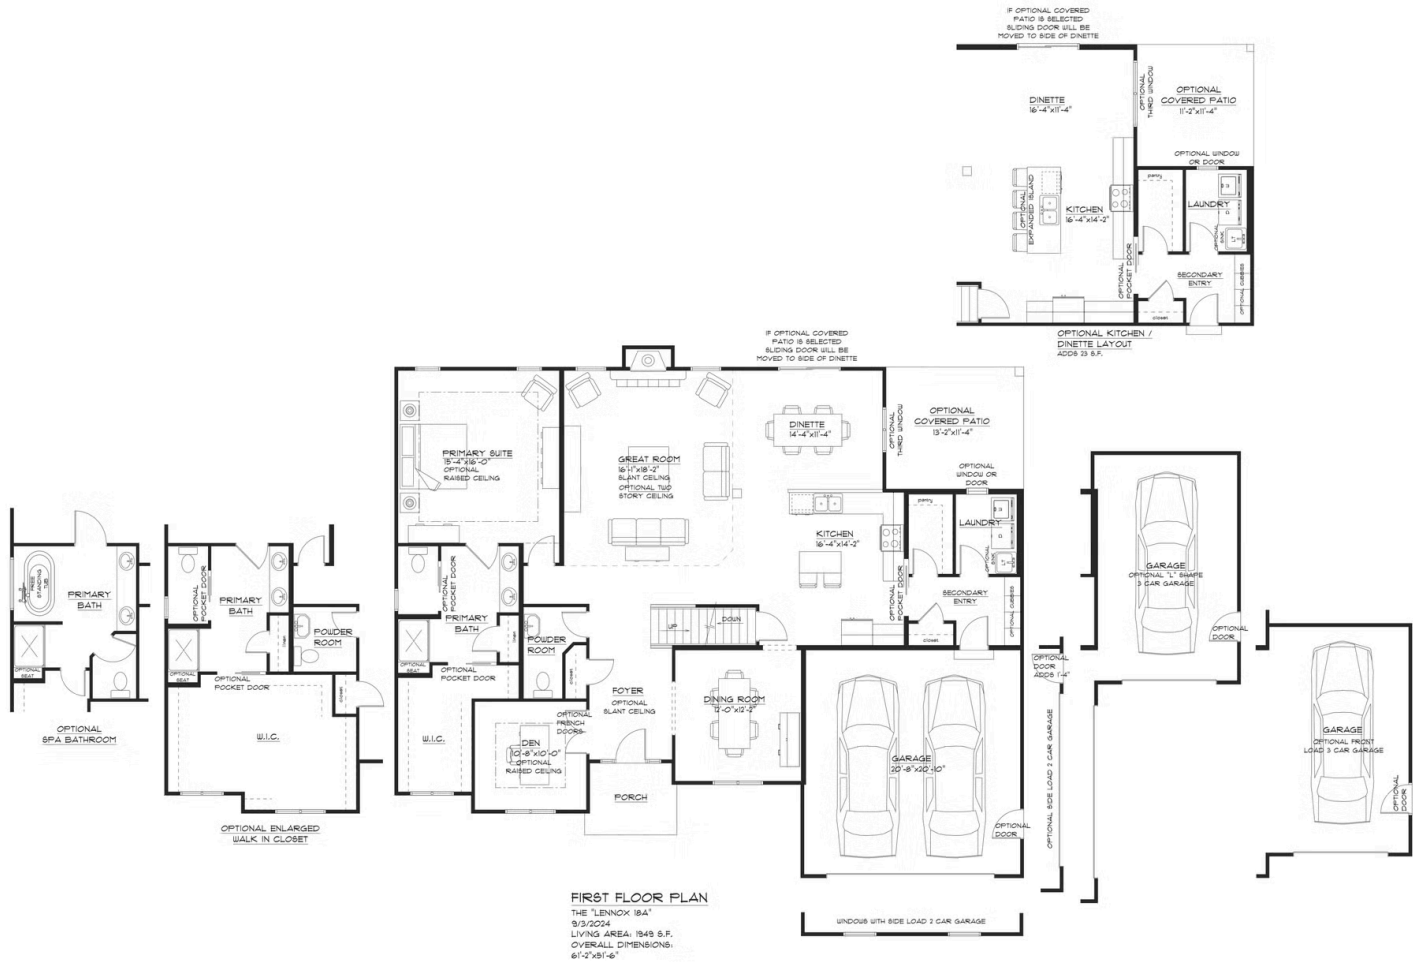 IF OPTIONAL COVERED
PATIO IS SELECTED
SLIDING DOOR WILL BE
MOVED TO SIDE OF DINETTE
DINETTE
16'-4"x11'-4"
OPTIONAL
THIRD WINDOW
OPTIONAL
COVERED PATIO
11'-2"x11'-4"
OPTIONAL WINDOW
OR DOOR
pantry
LAUNDRY
D
OPTIONAL
SINK
LT
OPTIONAL
EXPANDED ISLAND
KITCHEN
16'-4"x14'-2"
OPTIONAL
POCKET DOOR
SECONDARY
ENTRY
OPTIONAL CUBBIES
closet
OPTIONAL KITCHEN /
DINETTE LAYOUT
ADDS 23 S.F.
IF OPTIONAL COVERED
PATIO IS SELECTED
SLIDING DOOR WILL BE
MOVED TO SIDE OF DINETTE
PRIMARY SUITE
15'-4"x16'-0"
OPTIONAL
RAISED CEILING
GREAT ROOM
16'-1"x18'-2"
SLANT CEILING
OPTIONAL TWO
STORY CEILING
DINETTE
14'-4"x11'-4"
OPTIONAL
THIRD WINDOW
OPTIONAL
COVERED PATIO
13'-2"x11'-4"
OPTIONAL
WINDOW OR
DOOR
pantry
LAUNDRY
OPTIONAL
SINK
LT
KITCHEN
16'-4"x14'-2"
OPTIONAL
POCKET DOOR
SECONDARY
ENTRY
OPTIONAL CUBBIES
closet
UP
DOWN
OPTIONAL
POCKET DOOR
PRIMARY
BATH
OPTIONAL
SEAT
OPTIONAL
POCKET DOOR
POWDER
ROOM
closet
W.I.C.
DEN
10'-8"x10'-0"
OPTIONAL
RAISED CEILING
OPTIONAL
FRENCH
DOORS
FOYER
OPTIONAL
SLANT CEILING
PORCH
DINING ROOM
12'-0"x12'-2"
GARAGE
20'-8"x20'-10"
OPTIONAL
DOOR
FREE
STANDING
TUB
PRIMARY
BATH
OPTIONAL
SEAT
OPTIONAL
SPA BATHROOM
OPTIONAL
POCKET DOOR
PRIMARY
BATH
POWDER
ROOM
OPTIONAL
SEAT
OPTIONAL
POCKET DOOR
closet
W.I.C.
OPTIONAL ENLARGED
WALK IN CLOSET
OPTIONAL
DOOR
ADDS 1'-4"
OPTIONAL SIDE LOAD 2 CAR GARAGE
GARAGE
OPTIONAL "L" SHAPE
3 CAR GARAGE
OPTIONAL
DOOR
GARAGE
OPTIONAL FRONT
LOAD 3 CAR GARAGE
OPTIONAL
DOOR
WINDOWS WITH SIDE LOAD 2 CAR GARAGE
FIRST FLOOR PLAN
THE "LENNOX 18A"
9/3/2024
LIVING AREA: 1949 S.F.
OVERALL DIMENSIONS:
61'-2"x51'-6"